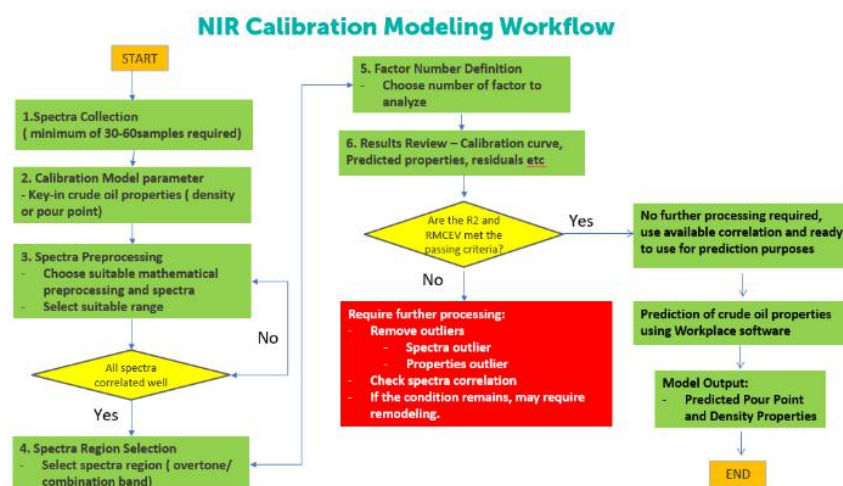 NIR Calibration Modeling Workflow
START
1.Spectra Collection
( minimum of 30-60samples required)
2. Calibration Model parameter
- Key-in crude oil properties ( density
or pour point)
3. Spectra Preprocessing
- Choose suitable mathematical
preprocessing and spectra
- Select suitable range
No
All spectra
correlated well
Yes
4. Spectra Region Selection
- Select spectra region ( overtone/
combination band)
5. Factor Number Definition
- Choose number of factor to
analyze
6. Results Review – Calibration curve,
Predicted properties, residuals etc
Are the R2 and
RMCEV met the
passing criteria?
Yes
No
Require further processing:
- Remove outliers
- Spectra outlier
- Properties outlier
- Check spectra correlation
- If the condition remains, may require
remodeling.
No further processing required,
use available correlation and ready
to use for prediction purposes
Prediction of crude oil properties
using Workplace software
Model Output:
- Predicted Pour Point
and Density Properties
END